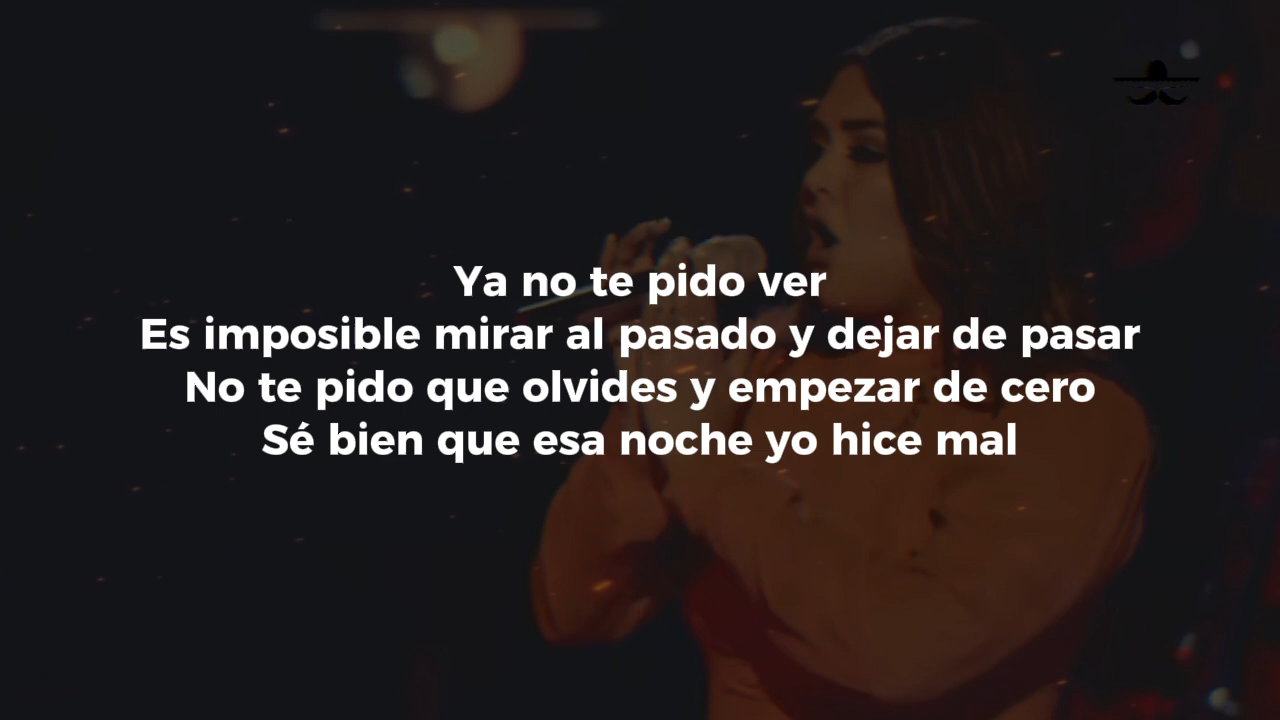 Ya no te pido ver
Es imposible mirar al pasado y dejar de pasar
No te pido que olvides y empezar de cero
Sé bien que esa noche yo hice mal